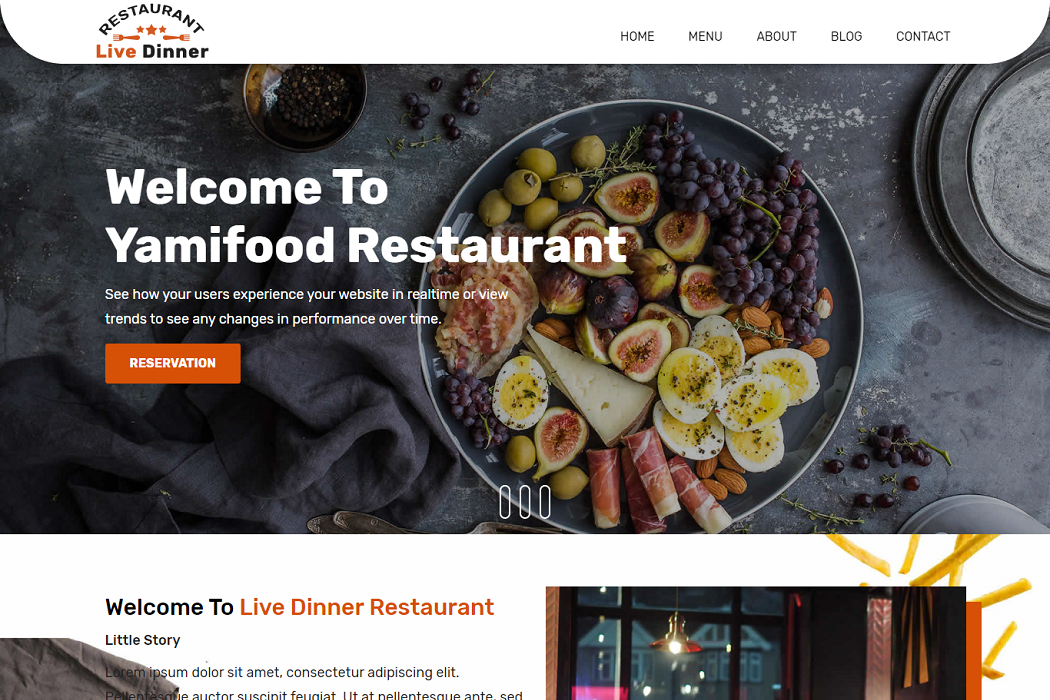 RESTAURANT
Live Dinner
HOME MENU ABOUT BLOG CONTACT
Welcome To
Yamifood Restaurant
See how your users experience your website in realtime or view
trends to see any changes in performance over time.
RESERVATION
Welcome To Live Dinner Restaurant
Little Story
Lorem ipsum dolor sit amet, consectetur adipiscing elit.
Pellentesque auctor suscipit feugiat. Ut at pellentesque ante, sed